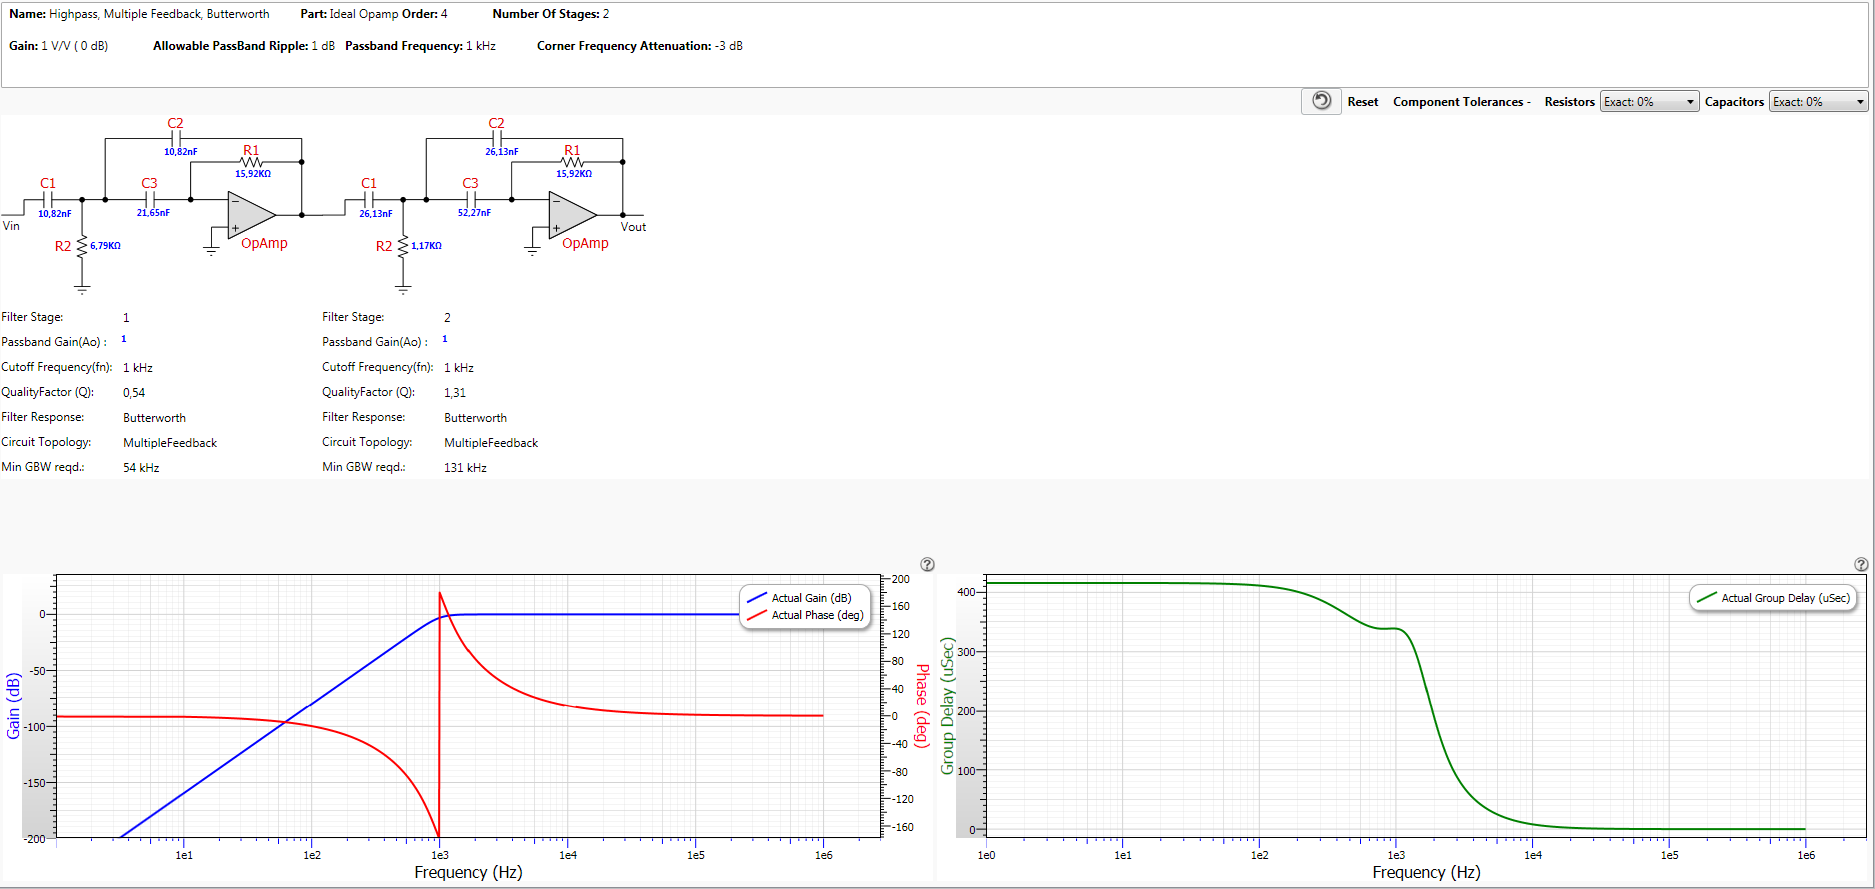 Name: Highpass, Multiple Feedback, Butterworth Part: Ideal Opamp Order: 4 Number Of Stages: 2
Gain: 1 V/V ( 0 dB) Allowable PassBand Ripple: 1 dB Passband Frequency: 1 kHz Corner Frequency Attenuation: -3 dB
Reset Component Tolerances - Resistors Exact: 0% Capacitors Exact: 0%
C2 C2
10,82nF R1 26,13nF R1
15,92KΩ 15,92KΩ
C1 C3 C1 C3
10,82nF 21,65nF 26,13nF 52,27nF
Vin Vout
R2 6,79KΩ OpAmp R2 1,17KΩ OpAmp
Filter Stage: 1 Filter Stage: 2
Passband Gain(Ao) : 1 Passband Gain(Ao) : 1
Cutoff Frequency(fn): 1 kHz Cutoff Frequency(fn): 1 kHz
QualityFactor (Q): 0,54 QualityFactor (Q): 1,31
Filter Response: Butterworth Filter Response: Butterworth
Circuit Topology: MultipleFeedback Circuit Topology: MultipleFeedback
Min GBW reqd.: 54 kHz Min GBW reqd.: 131 kHz
Gain (dB)
0
-50
-100
-150
-200
Actual Gain (dB)
Actual Phase (deg)
200
160
120
80
40
0
-40
-80
-120
-160
Phase (deg)
1e1 1e2 1e3 1e4 1e5 1e6
Frequency (Hz)
Group Delay (uSec)
400
300
200
100
0
Actual Group Delay (uSec)
1e0 1e1 1e2 1e3 1e4 1e5 1e6
Frequency (Hz)